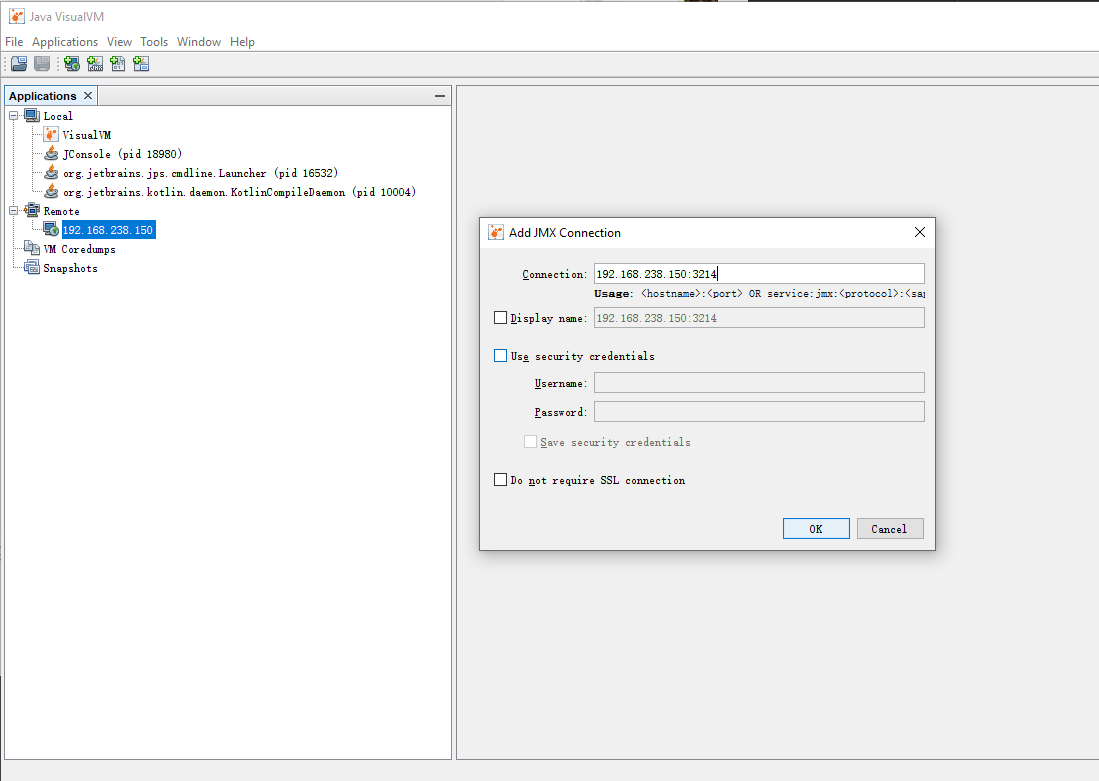 Java VisualVM
File Applications View Tools Window Help
Applications
Local
VisualVM
JConsole (pid 18980)
org.jetbrains.jps.cmdline.Launcher (pid 16532)
org.jetbrains.kotlin.daemon.KotlinCompileDaemon (pid 10004)
Remote
192.168.238.150
VM Coredumps
Snapshots
Add JMX Connection
Connection: 192.168.238.150:3214
Usage: <hostname>:<port> OR service:jmx:<protocol>:<sap
Display name: 192.168.238.150:3214
Use security credentials
Username:
Password:
Save security credentials
Do not require SSL connection
OK Cancel